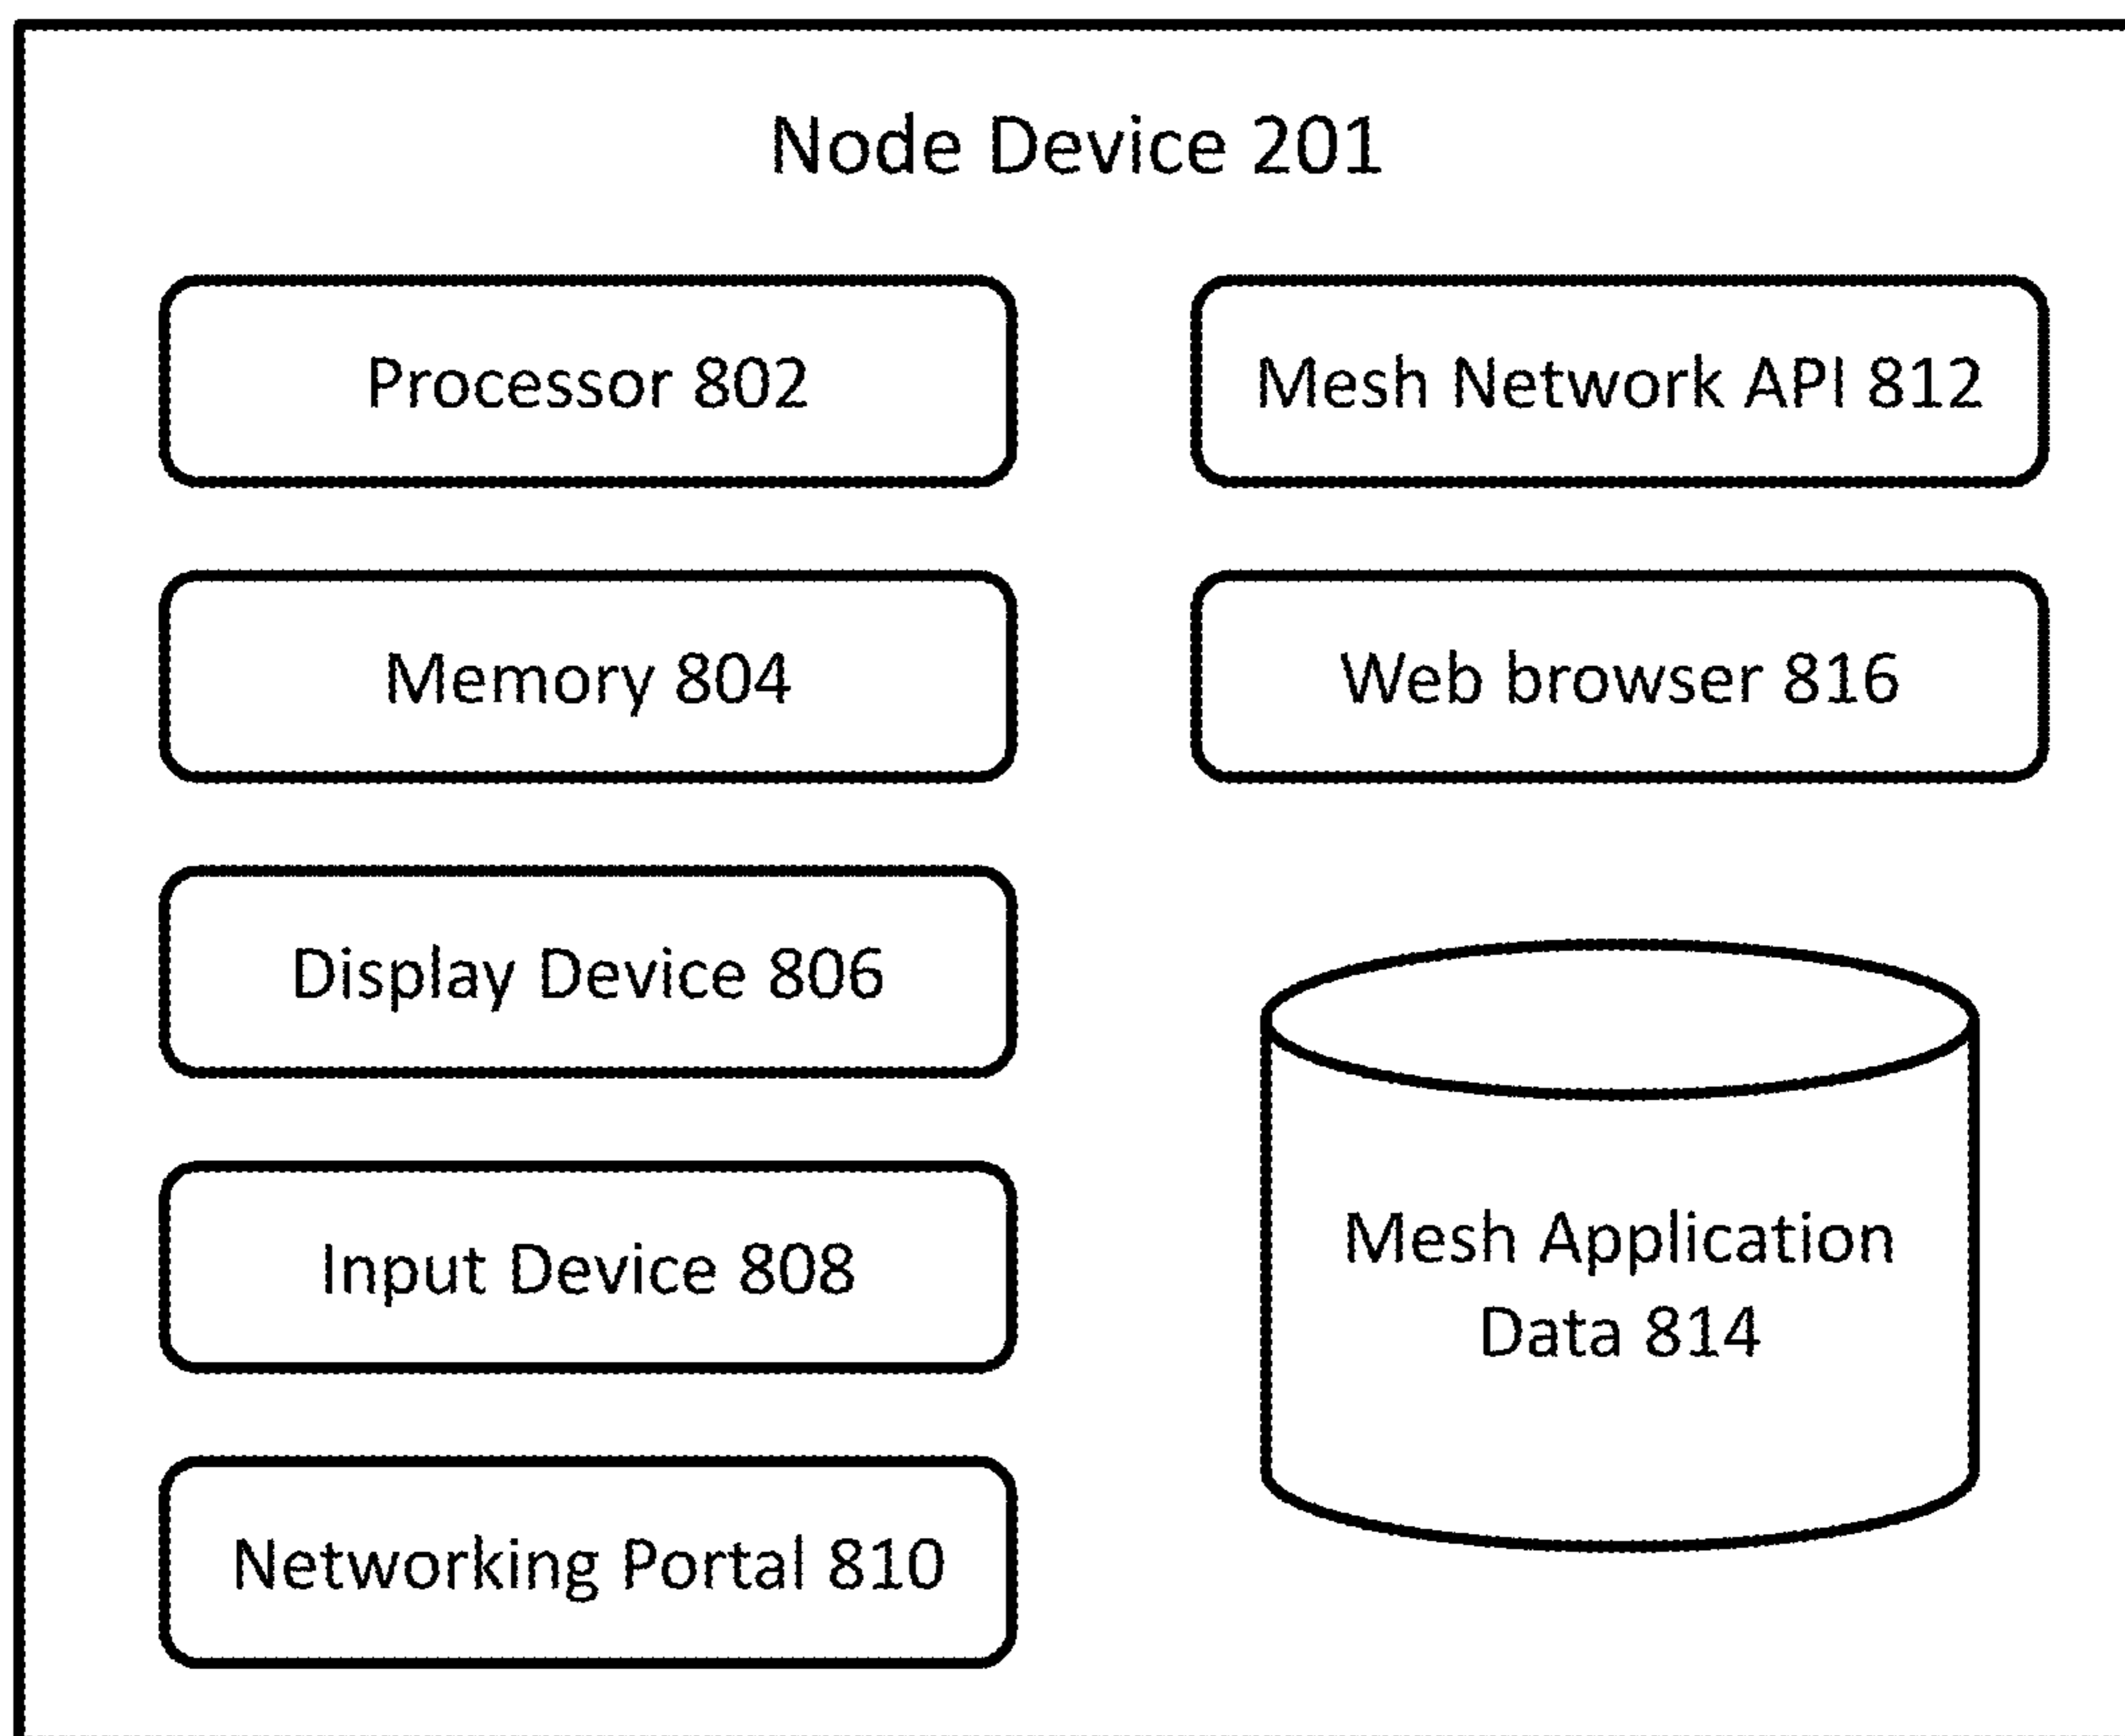 Node Device 201
Processor 802
Memory 804
Display Device 806
Input Device 808
Networking Portal 810
Mesh Network API 812
Web browser 816
Mesh Application
Data 814